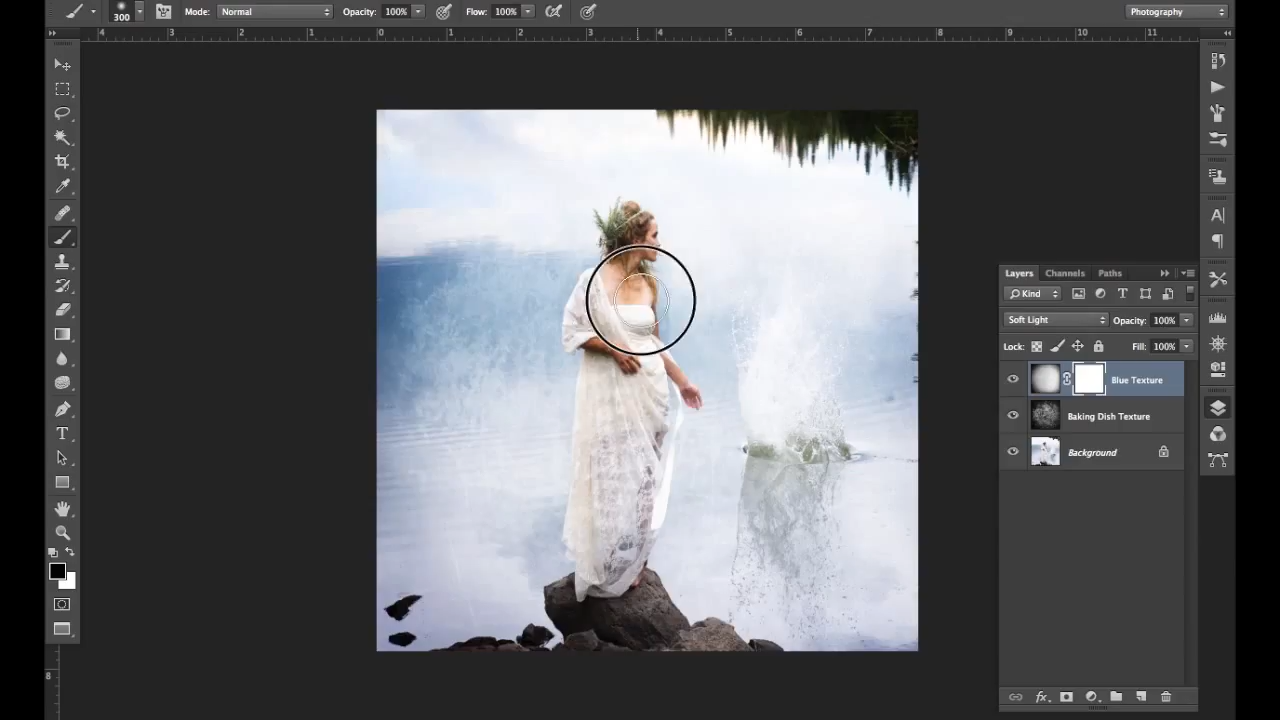 300 Mode: Normal Opacity: 100% Flow: 100% Photography
4 3 2 1 0 1 2 3 4 5 6 7 8 9 10 11
Layers Channels Paths
Kind
Soft Light Opacity: 100%
Lock: Fill: 100%
Blue Texture
Baking Dish Texture
Background
fx
8